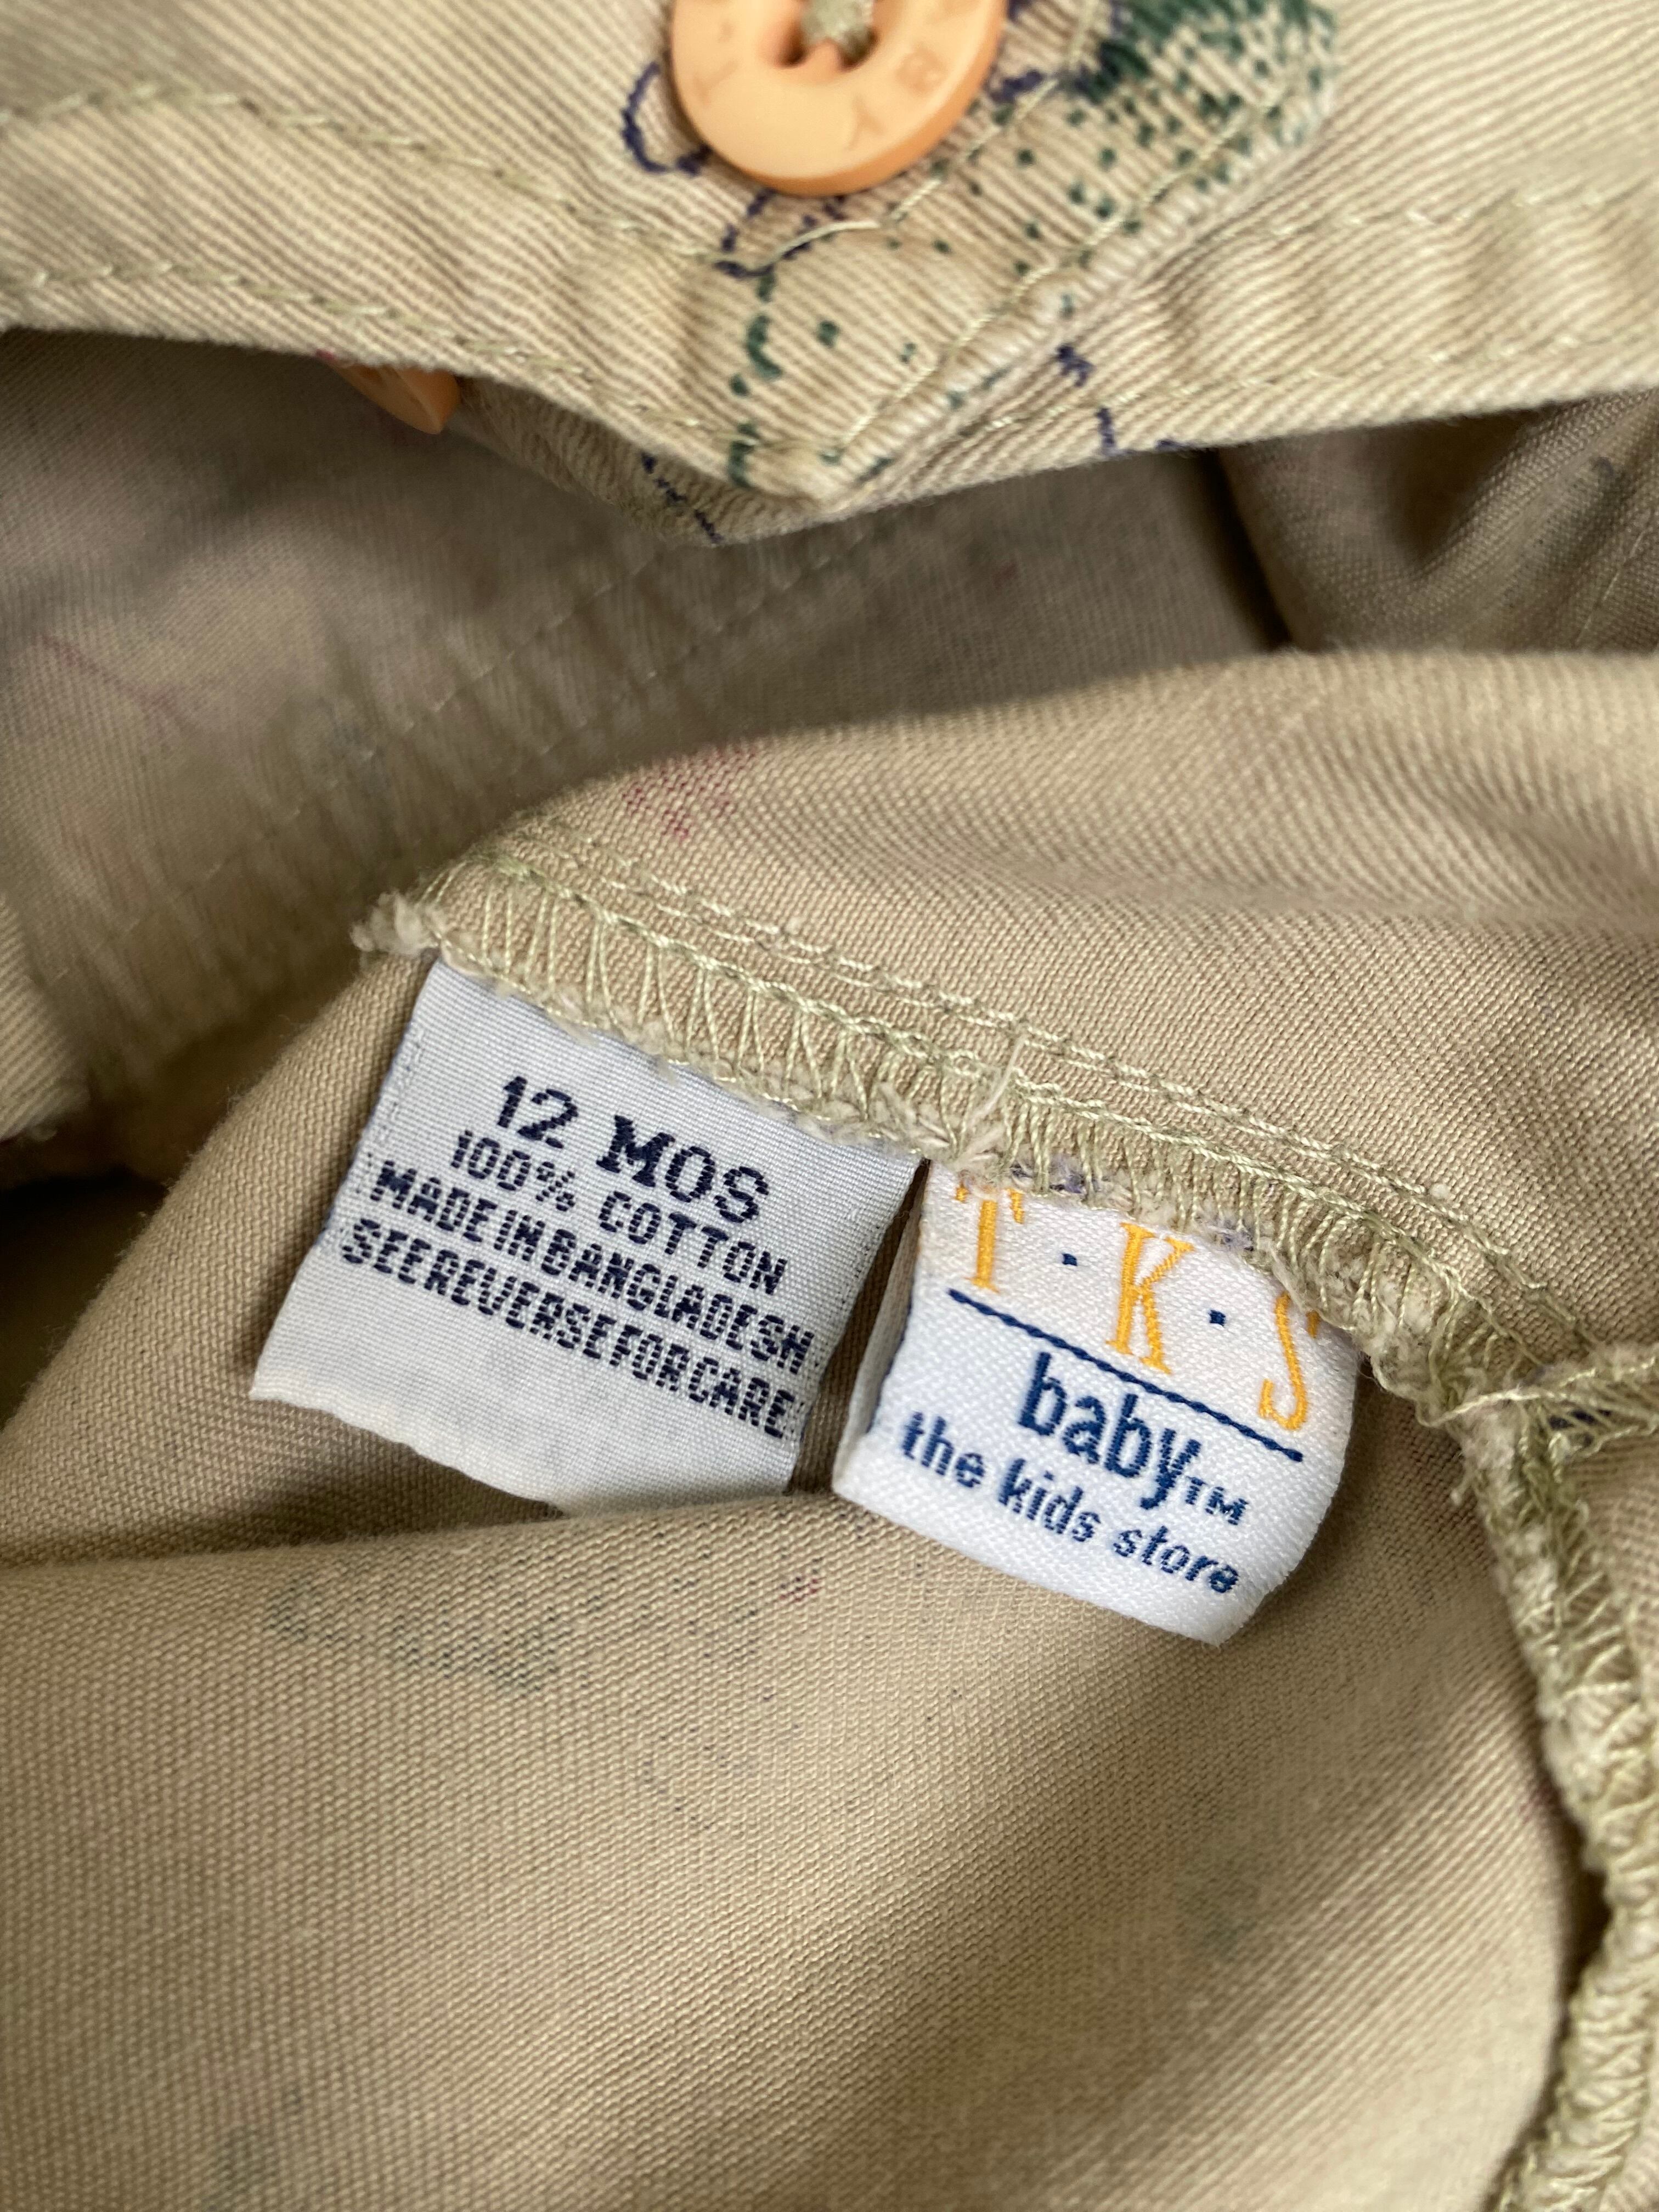 12 MOS
100% COTTON
MADE IN BANGLADESH
SEE REVERSE FOR CARE
T·K·S
baby™
the kids store